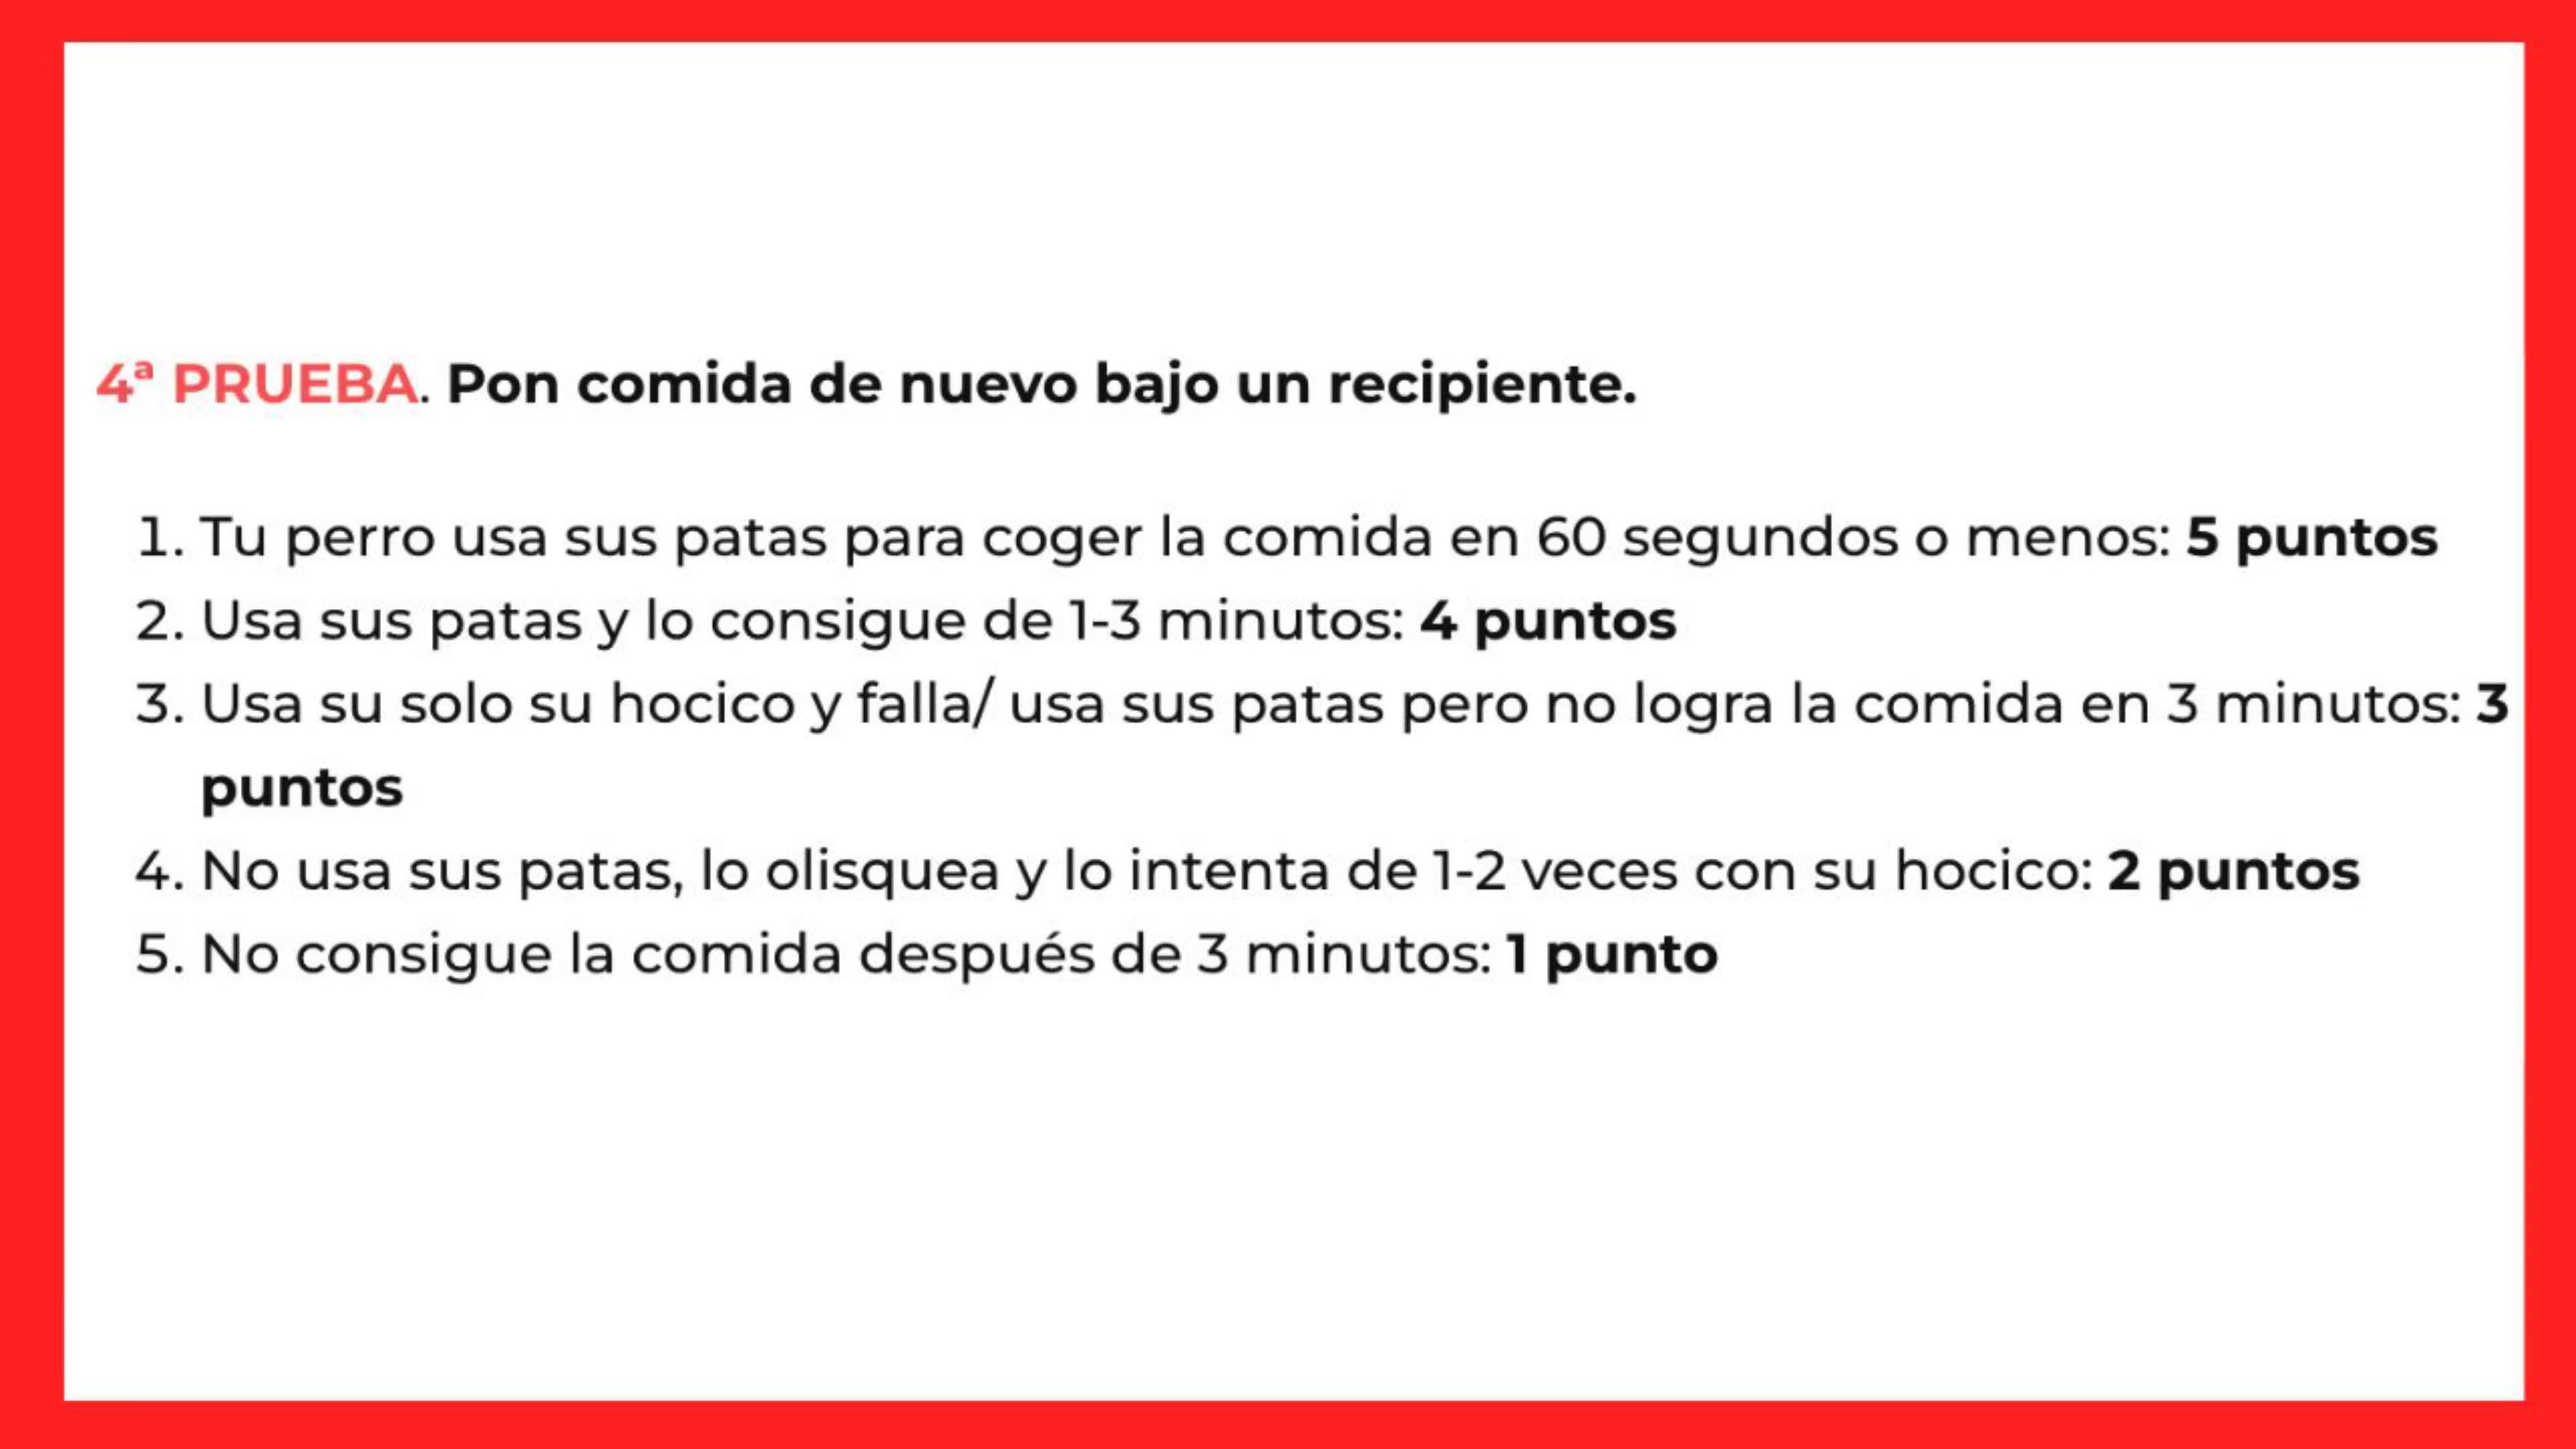 4ª PRUEBA. Pon comida de nuevo bajo un recipiente.
1. Tu perro usa sus patas para coger la comida en 60 segundos o menos: 5 puntos
2. Usa sus patas y lo consigue de 1-3 minutos: 4 puntos
3. Usa su solo su hocico y falla/ usa sus patas pero no logra la comida en 3 minutos: 3
puntos
4. No usa sus patas, lo olisquea y lo intenta de 1-2 veces con su hocico: 2 puntos
5. No consigue la comida después de 3 minutos: 1 punto